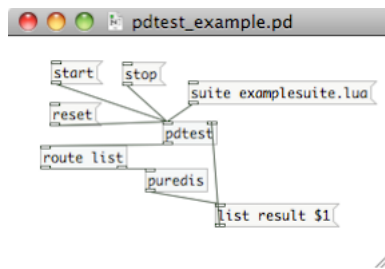 pdtest_example.pd
start stop
suite examplesuite.lua
reset
pdtest
route list
puredis
list result $1